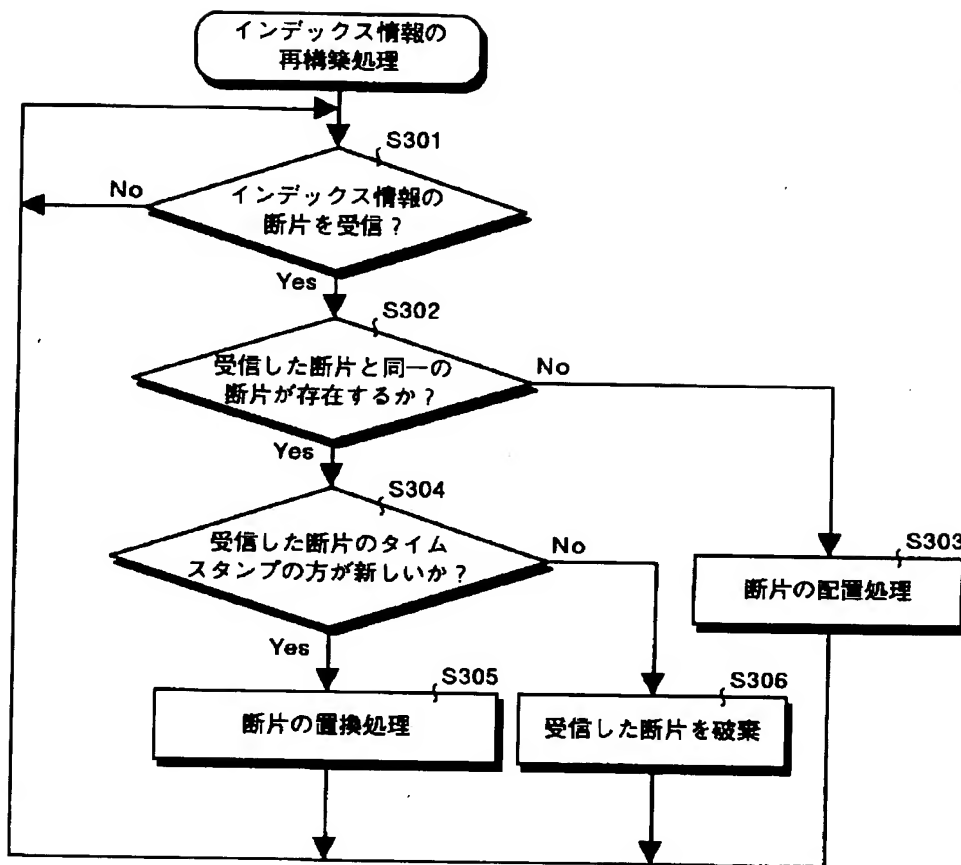 インデックス情報の
再構築処理
S301
No
インデックス情報の
断片を受信？
Yes
S302
受信した断片と同一の
断片が存在するか？
No
Yes
S304
受信した断片のタイム
スタンプの方が新しいか？
No
S303
断片の配置処理
Yes
S305
断片の置換処理
S306
受信した断片を破棄